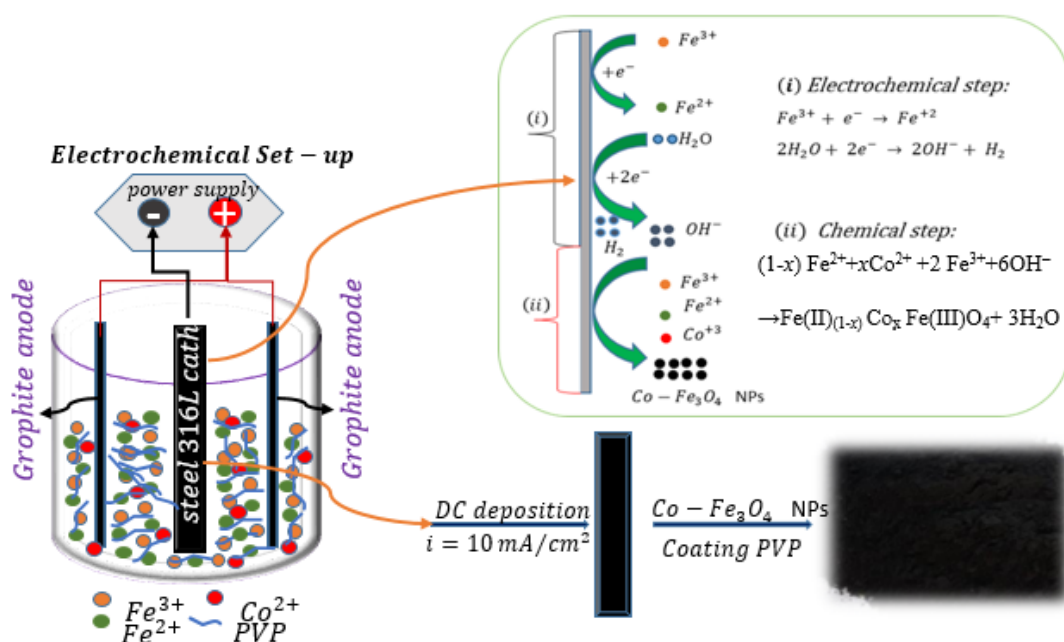 Electrochemical Set − up
power supply
-
+
Grophite anode
steel 316L cath
Grophite anode
Fe³⁺
Co²⁺
Fe²⁺
PVP
(i)
+e⁻
Fe³⁺
Fe²⁺
H₂O
+2e⁻
H₂
OH⁻
(ii)
Fe³⁺
Fe²⁺
Co⁺³
Co − Fe₃O₄ NPs
(i) Electrochemical step:
Fe³⁺ + e⁻ → Fe⁺²
2H₂O + 2e⁻ → 2OH⁻ + H₂
(ii) Chemical step:
(1-x) Fe²⁺+xCo²⁺ +2 Fe³⁺+6OH⁻
→Fe(II)₍₁₋ₓ₎ Coₓ Fe(III)O₄+ 3H₂O
DC deposition
i = 10 mA/cm²
Co − Fe₃O₄ NPs
Coating PVP